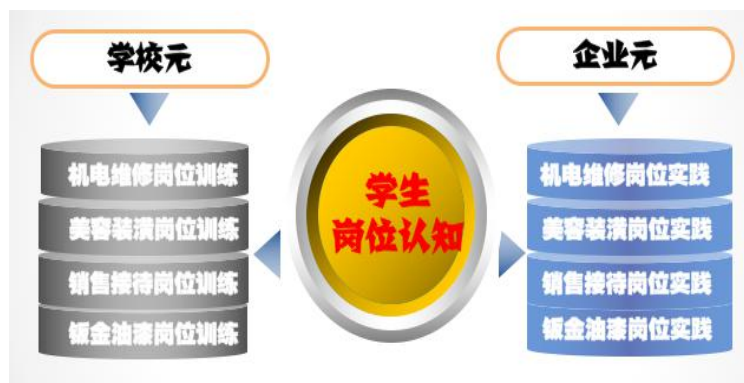 学校元
机电维修岗位训练
美容装潢岗位训练
销售接待岗位训练
钣金油漆岗位训练
学生
岗位认知
企业元
机电维修岗位实践
美容装潢岗位实践
销售接待岗位实践
钣金油漆岗位实践